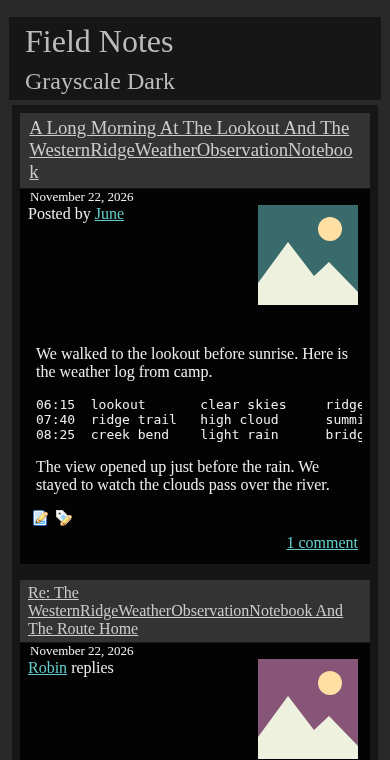 Field Notes
Grayscale Dark
A Long Morning At The Lookout And The
WesternRidgeWeatherObservationNoteboo
k
November 22, 2026
Posted by June
We walked to the lookout before sunrise. Here is
the weather log from camp.
06:15 lookout clear skies ridge
07:40 ridge trail high cloud summi
08:25 creek bend light rain bridg
The view opened up just before the rain. We
stayed to watch the clouds pass over the river.
1 comment
Re: The
WesternRidgeWeatherObservationNotebook And
The Route Home
November 22, 2026
Robin replies